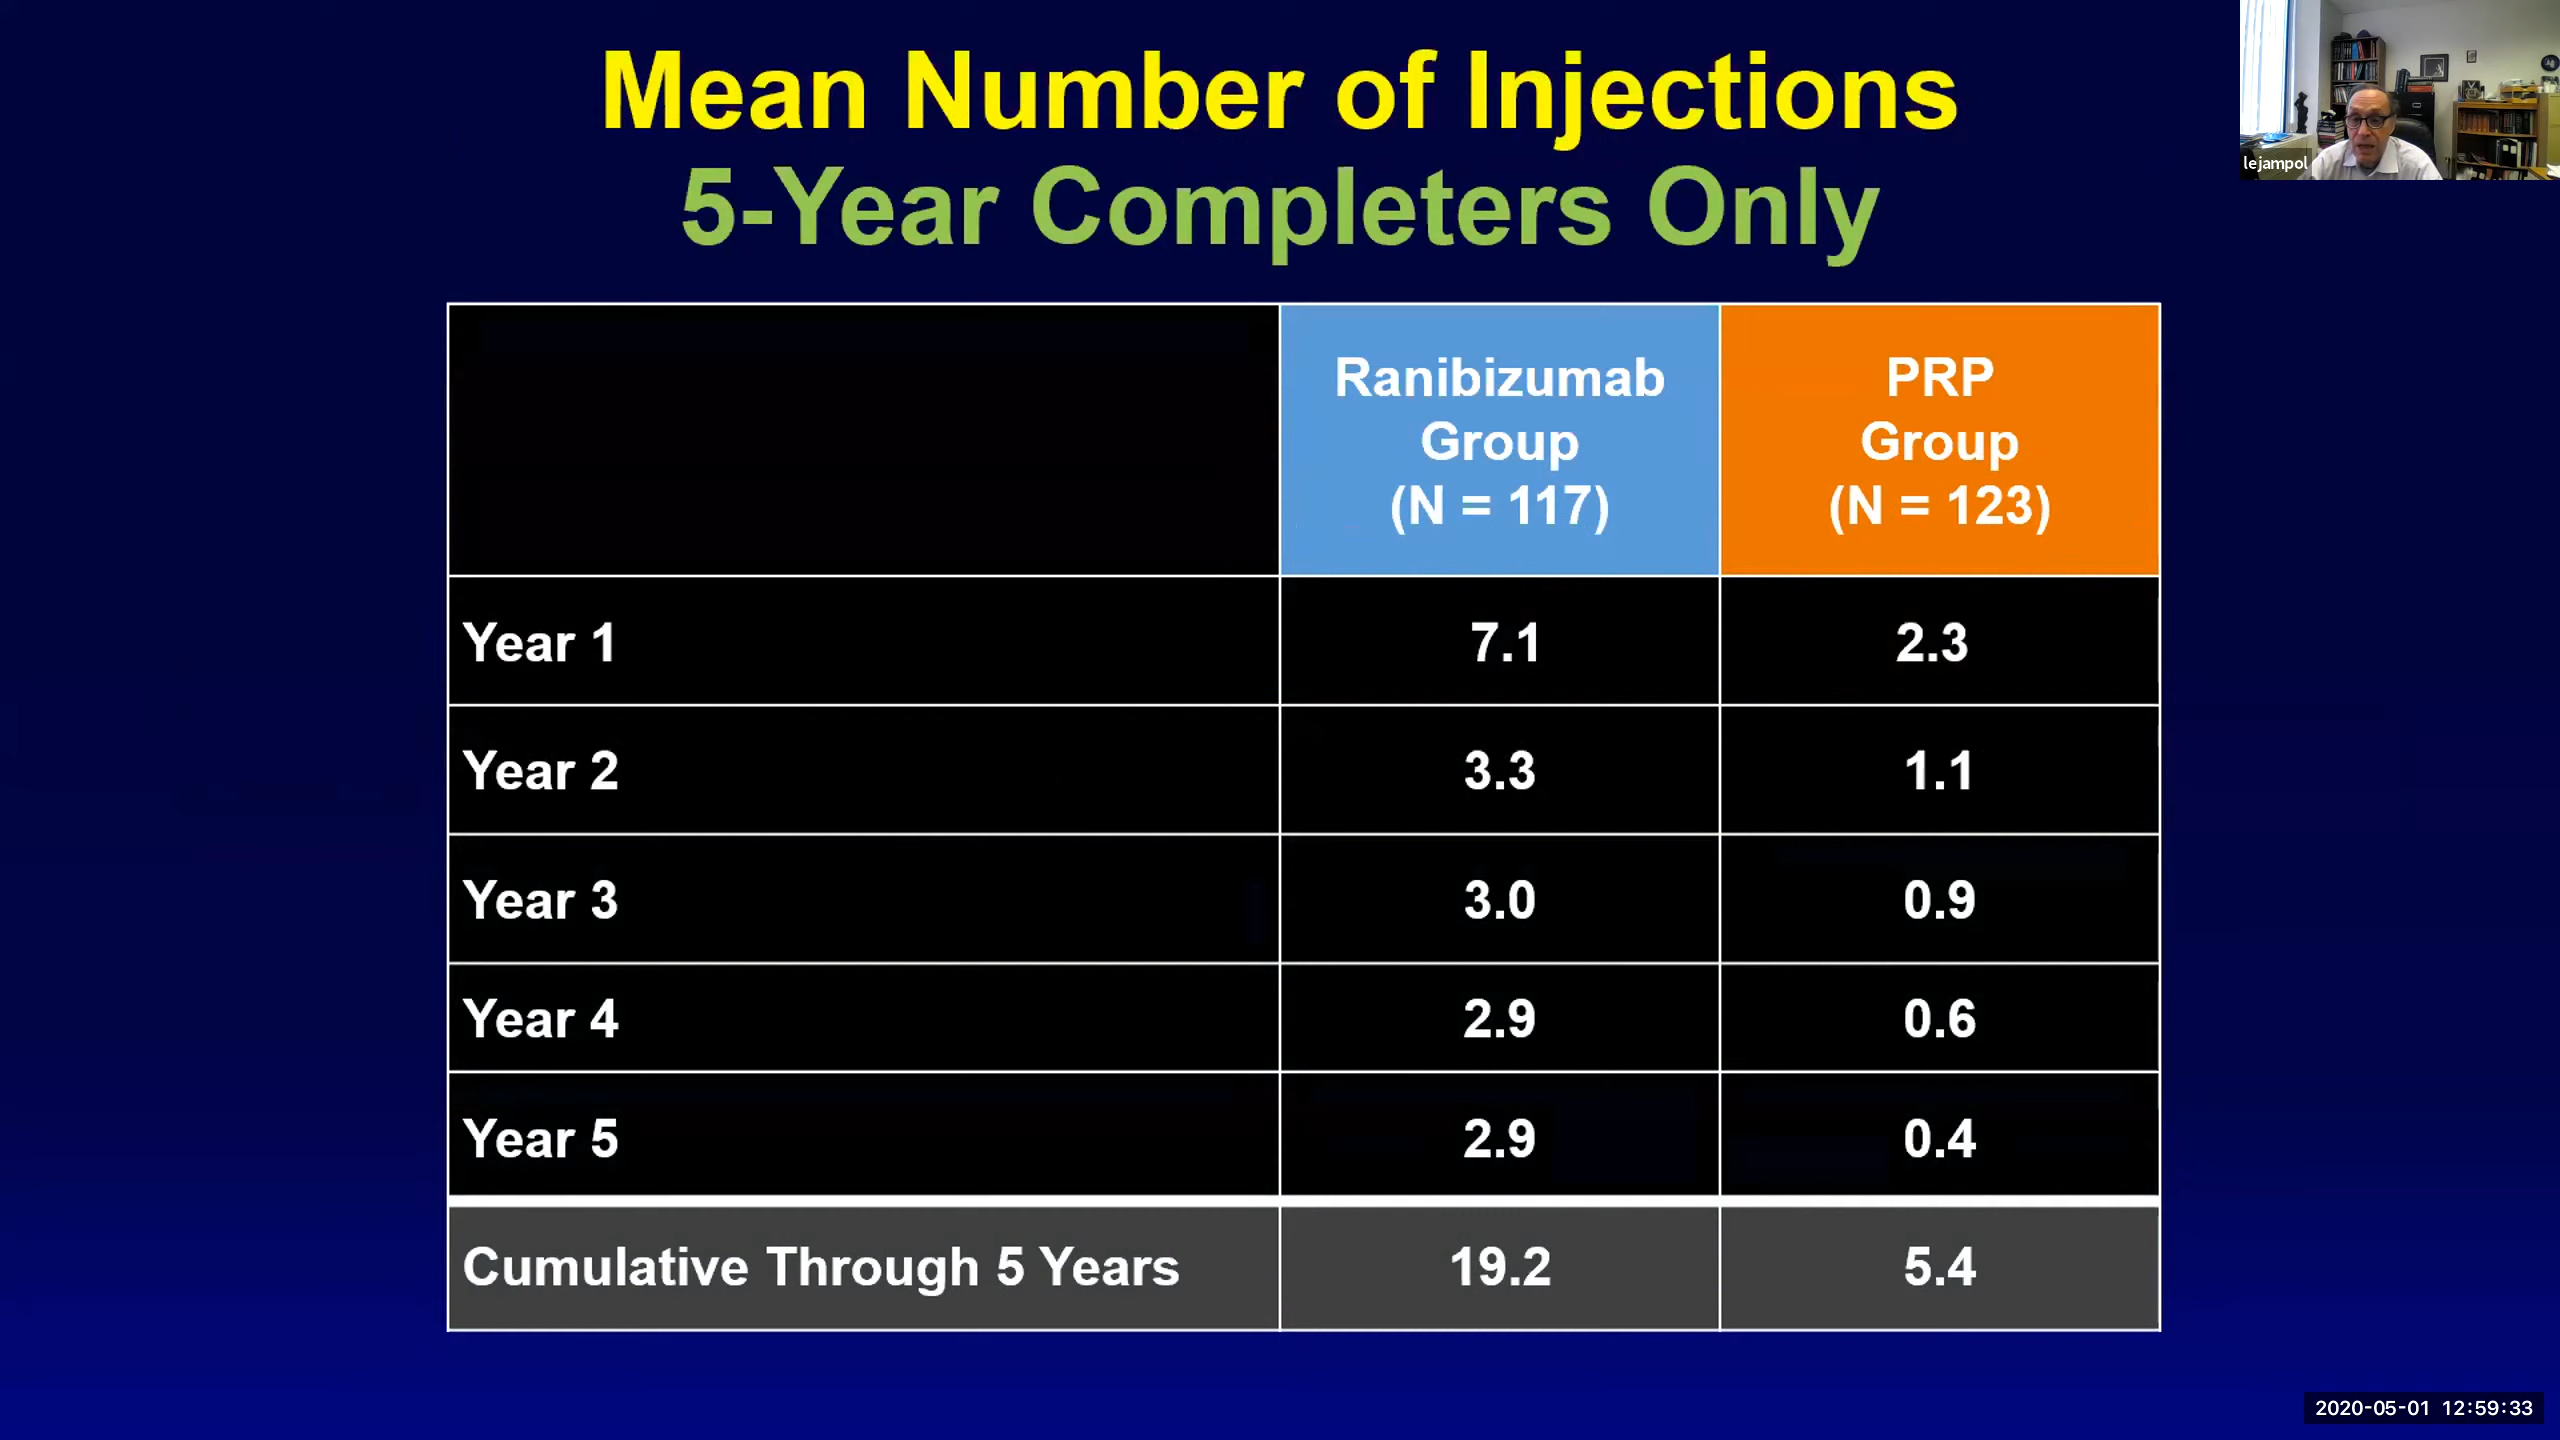 Mean Number of Injections
5-Year Completers Only
lejampol
Ranibizumab
Group
(N = 117)
PRP
Group
(N = 123)
Year 1 7.1 2.3
Year 2 3.3 1.1
Year 3 3.0 0.9
Year 4 2.9 0.6
Year 5 2.9 0.4
Cumulative Through 5 Years 19.2 5.4
2020-05-01 12:59:33